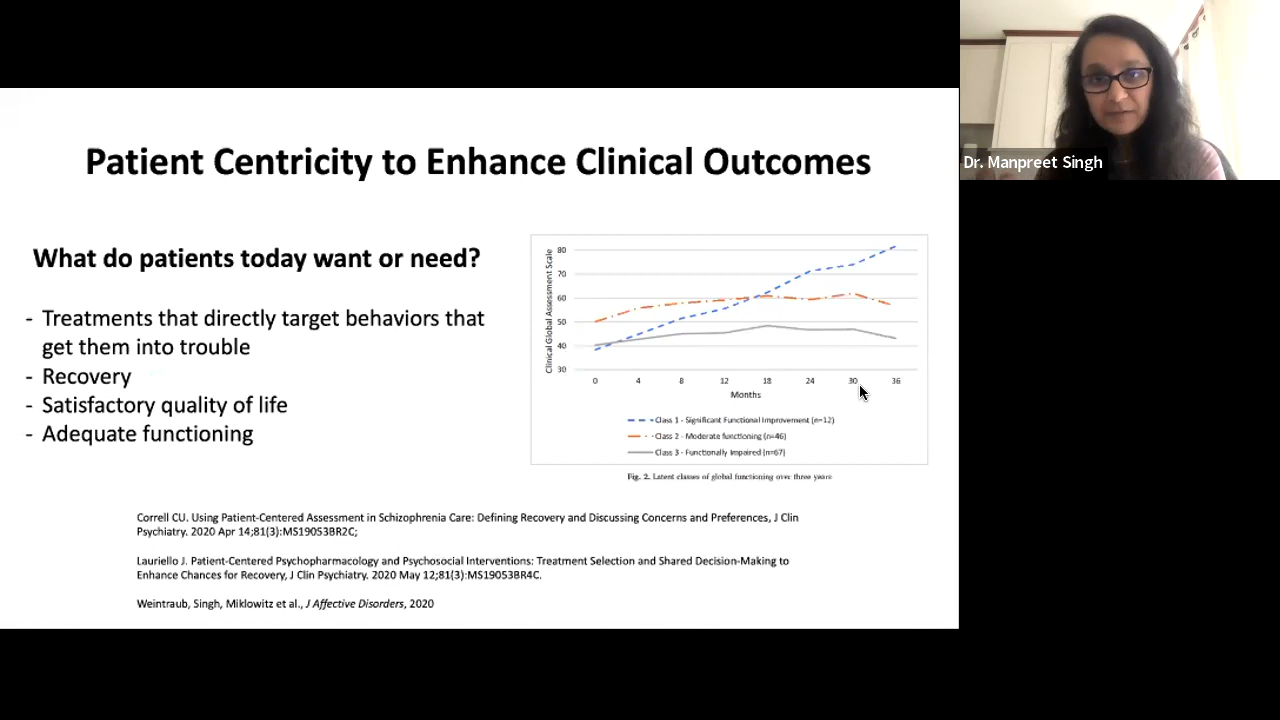 Patient Centricity to Enhance Clinical Outcomes
Dr. Manpreet Singh
What do patients today want or need?
- Treatments that directly target behaviors that
get them into trouble
- Recovery
- Satisfactory quality of life
- Adequate functioning
Clinical Global Assessment Scale
80
70
60
50
40
30
0 4 8 12 18 24 30 36
Months
Class 1 - Significant Functional Improvement (n=12)
Class 2 - Moderate functioning (n=46)
Class 3 - Functionally Impaired (n=67)
Fig. 2. Latent classes of global functioning over three years
Correll CU. Using Patient-Centered Assessment in Schizophrenia Care: Defining Recovery and Discussing Concerns and Preferences, J Clin
Psychiatry. 2020 Apr 14;81(3):MS19053BR2C;
Lauriello J. Patient-Centered Psychopharmacology and Psychosocial Interventions: Treatment Selection and Shared Decision-Making to
Enhance Chances for Recovery, J Clin Psychiatry. 2020 May 12;81(3):MS19053BR4C.
Weintraub, Singh, Miklowitz et al., J Affective Disorders, 2020